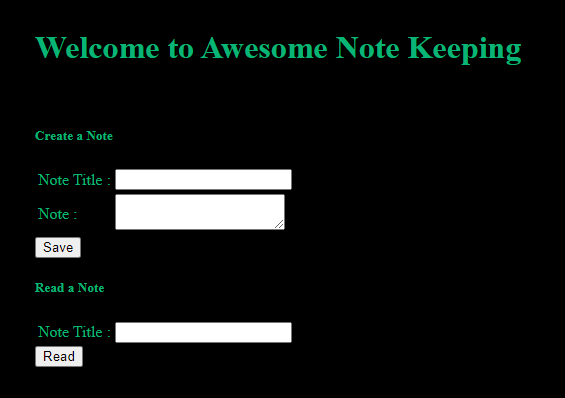 Welcome to Awesome Note Keeping
Create a Note
Note Title :
Note :
Save
Read a Note
Note Title :
Read